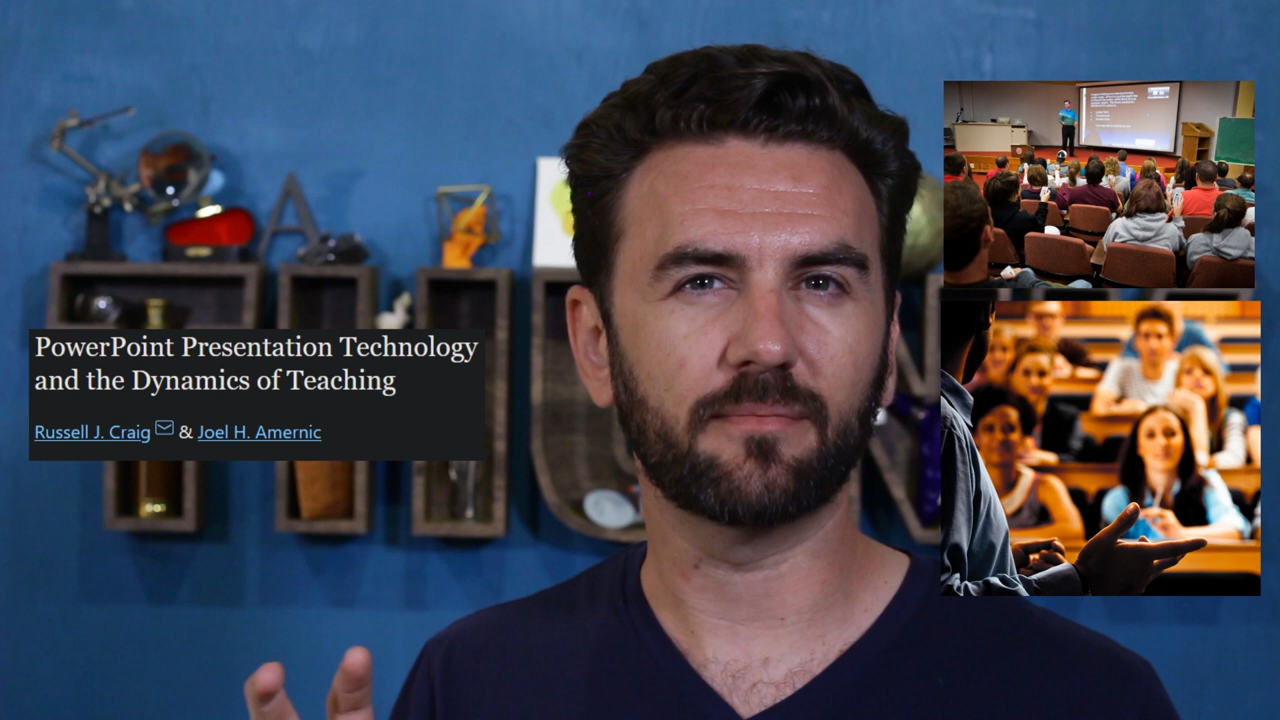 PowerPoint Presentation Technology
and the Dynamics of Teaching
Russell J. Craig & Joel H. Amernic